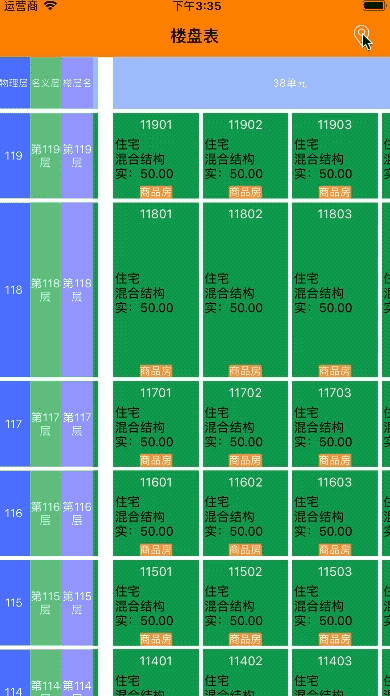 运营商 下午3:35
楼盘表
物理层 名义层 楼层名 38单元
119 第119层 第119层
11901 11902 11903
住宅 住宅 住宅
混合结构 混合结构 混合结构
实：50.00 实：50.00 实：50.00
商品房 商品房 商品房
118 第118层 第118层
11801 11802 11803
住宅 住宅 住宅
混合结构 混合结构 混合结构
实：50.00 实：50.00 实：50.00
商品房 商品房 商品房
117 第117层 第117层
11701 11702 11703
住宅 住宅 住宅
混合结构 混合结构 混合结构
实：50.00 实：50.00 实：50.00
商品房 商品房 商品房
116 第116层 第116层
11601 11602 11603
住宅 住宅 住宅
混合结构 混合结构 混合结构
实：50.00 实：50.00 实：50.00
商品房 商品房 商品房
115 第115层 第115层
11501 11502 11503
住宅 住宅 住宅
混合结构 混合结构 混合结构
实：50.00 实：50.00 实：50.00
商品房 商品房 商品房
114 第114层 第114层
11401 11402 11403